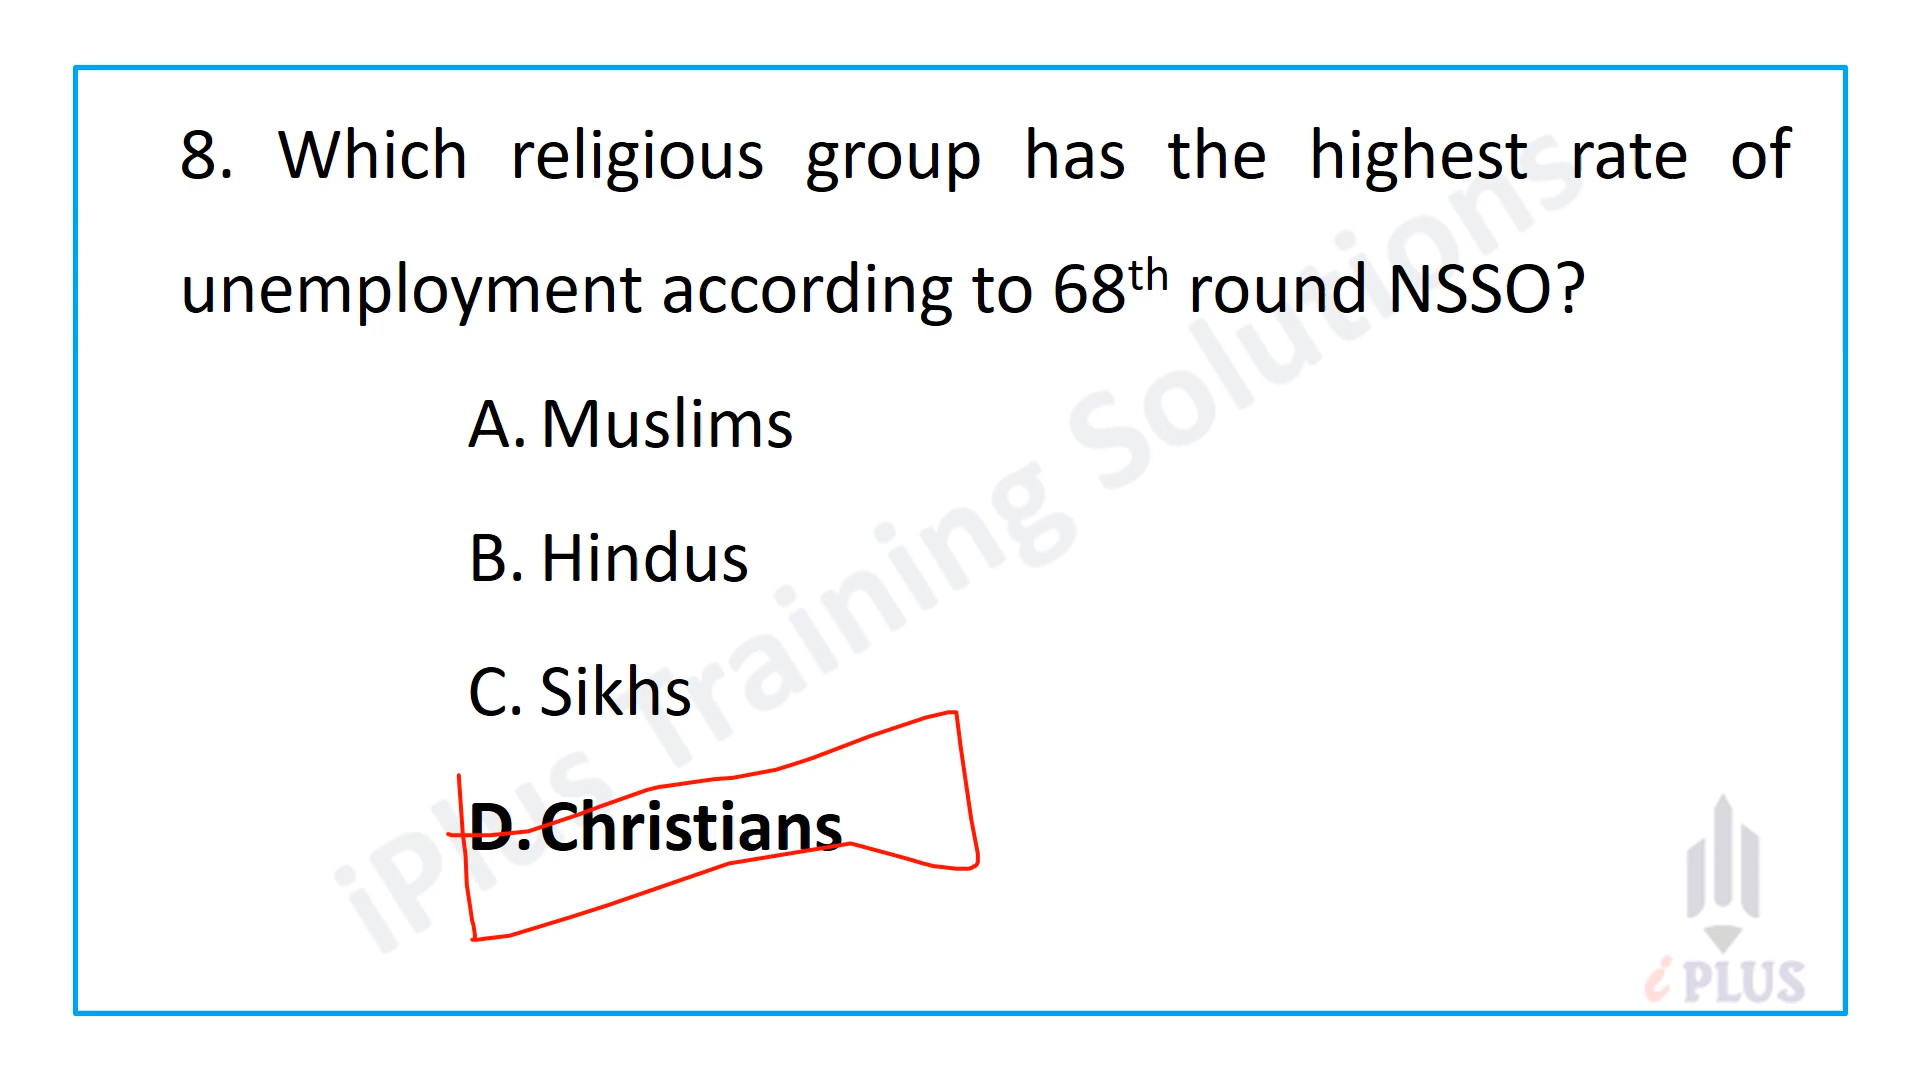 8. Which religious group has the highest rate of
unemployment according to 68th round NSSO?
A. Muslims
B. Hindus
C. Sikhs
D. Christians
iPlus Training Solutions
i PLUS